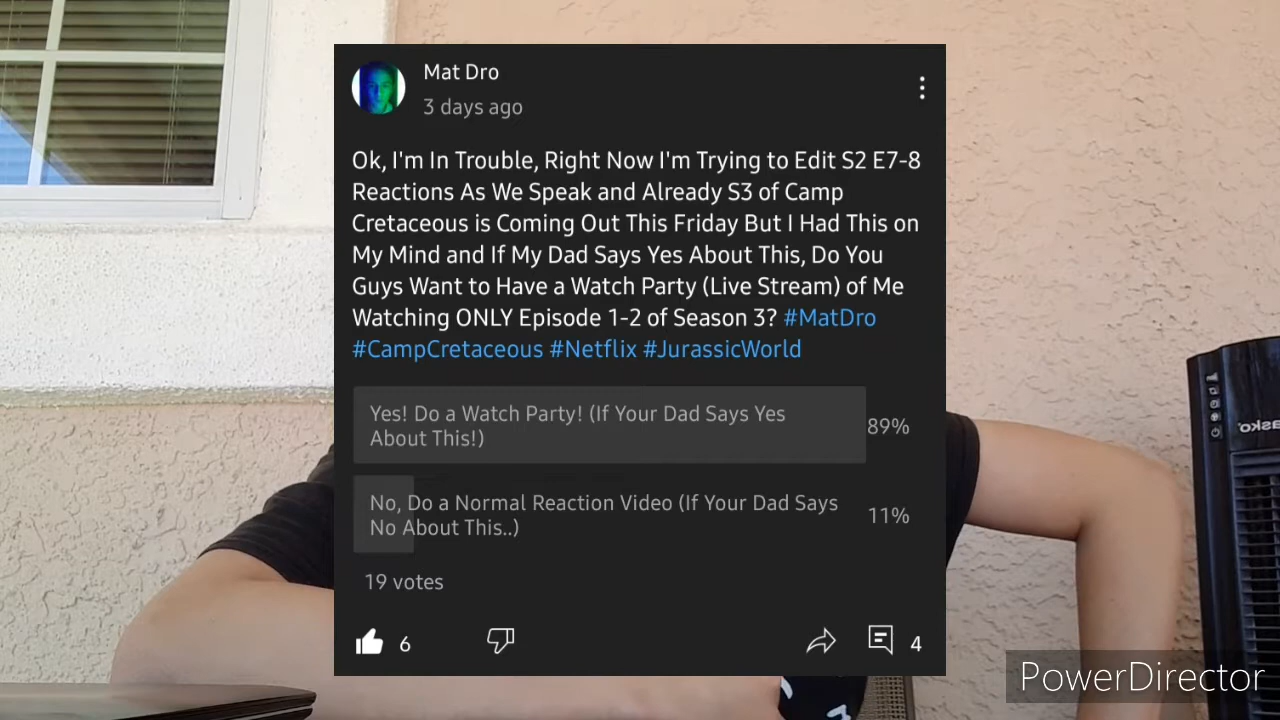 Mat Dro
3 days ago
Ok, I'm In Trouble, Right Now I'm Trying to Edit S2 E7-8
Reactions As We Speak and Already S3 of Camp
Cretaceous is Coming Out This Friday But I Had This on
My Mind and If My Dad Says Yes About This, Do You
Guys Want to Have a Watch Party (Live Stream) of Me
Watching ONLY Episode 1-2 of Season 3? #MatDro
#CampCretaceous #Netflix #JurassicWorld
Yes! Do a Watch Party! (If Your Dad Says Yes
About This!)
89%
No, Do a Normal Reaction Video (If Your Dad Says
No About This..)
11%
19 votes
6
4
PowerDirector